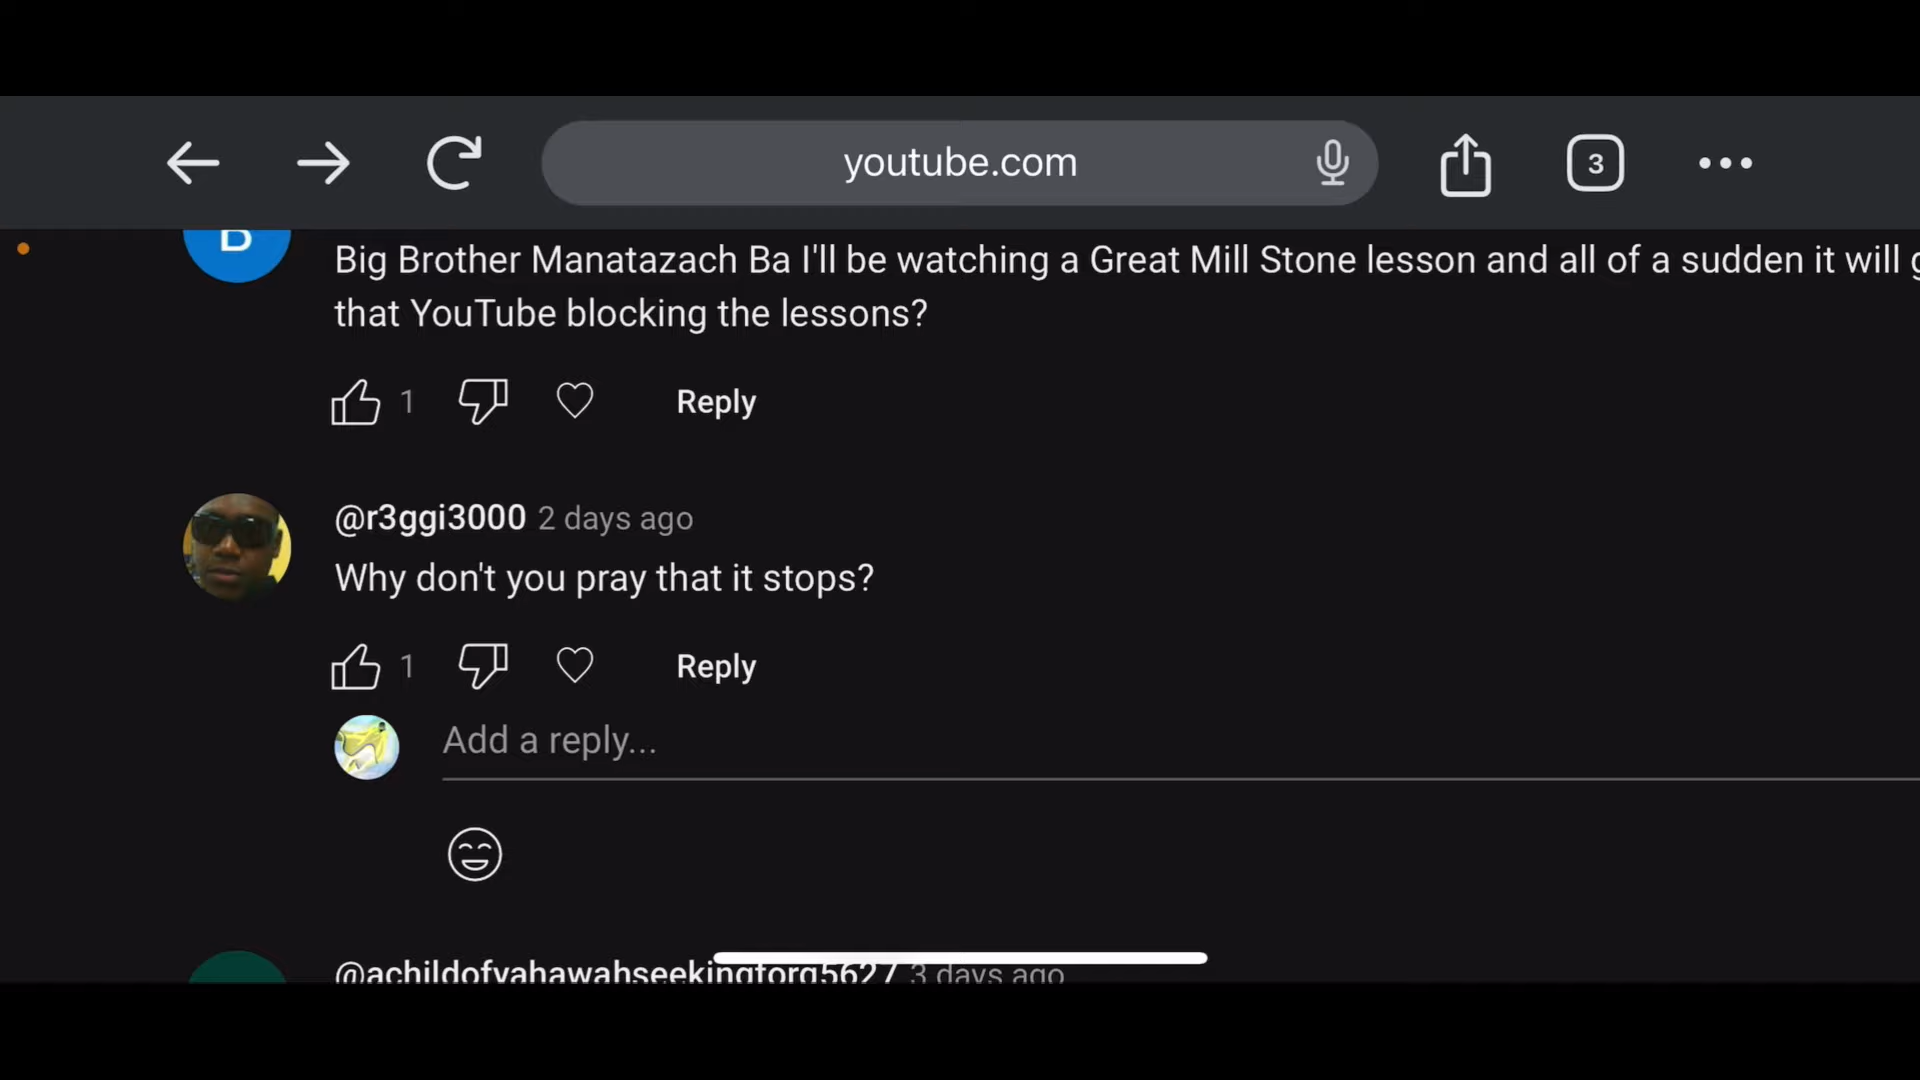 youtube.com
3
B
Big Brother Manatazach Ba I'll be watching a Great Mill Stone lesson and all of a sudden it will
that YouTube blocking the lessons?
1 Reply
@r3ggi3000 2 days ago
Why don't you pray that it stops?
1 Reply
Add a reply...
@achildofyahawahseekingforg5627 3 days ago